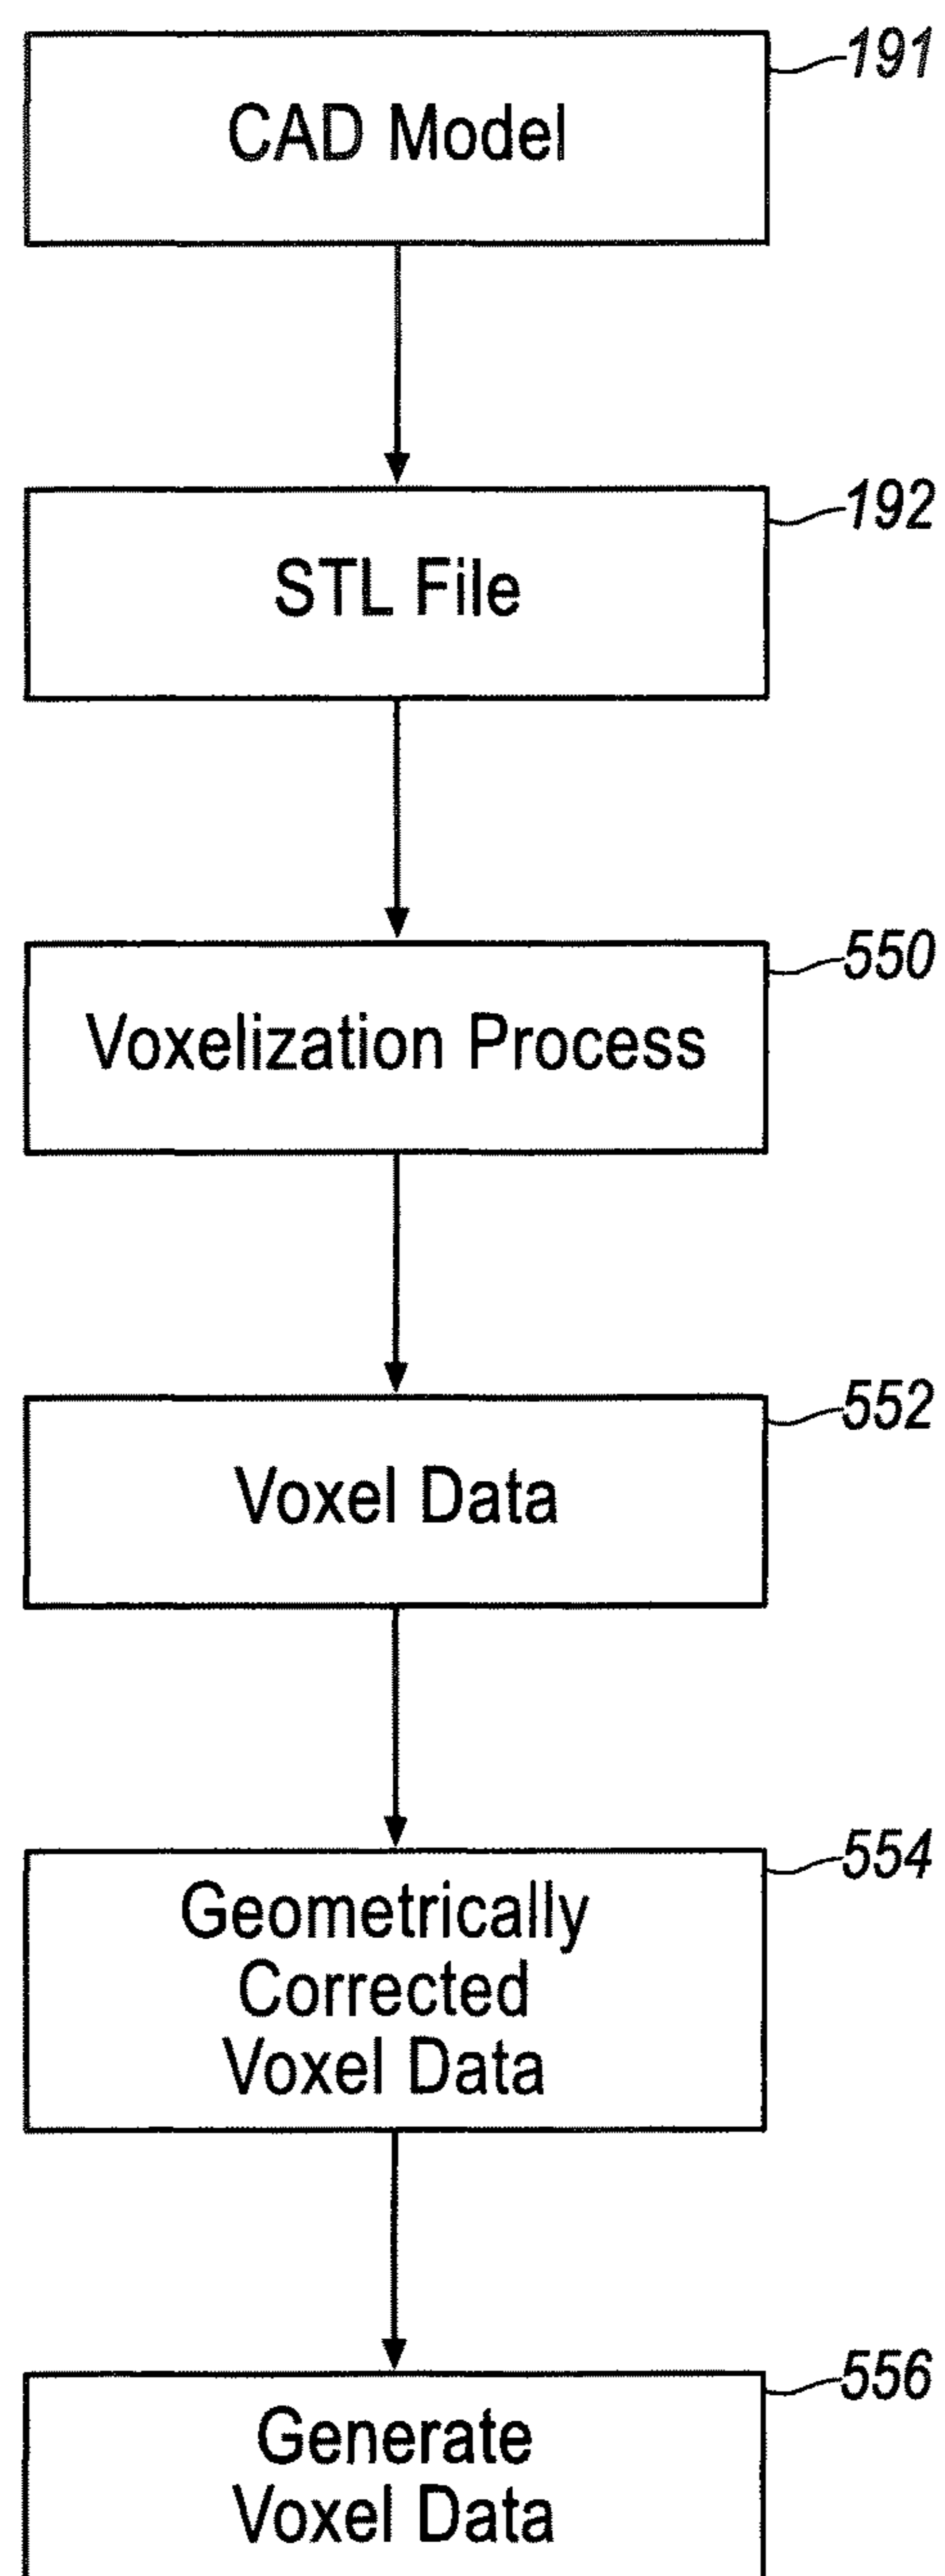 191
CAD Model
192
STL File
550
Voxelization Process
552
Voxel Data
554
Geometrically
Corrected
Voxel Data
556
Generate
Voxel Data